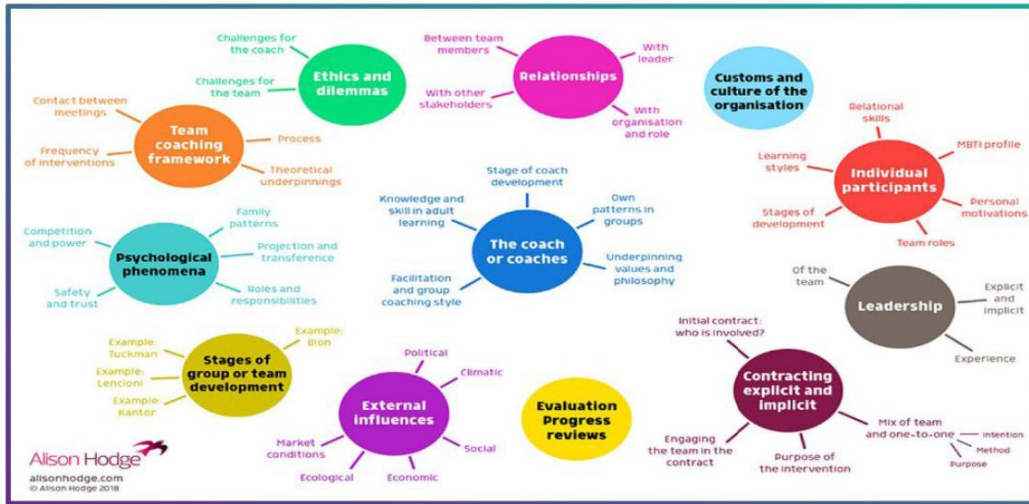 Challenges for
the coach
Challenges for
the team
Ethics and
dilemmas
Between team
members
With
leader
With other
stakeholders
With
organisation
and role
Relationships
Customs and
culture of the
organisation
Contact between
meetings
Frequency
of interventions
Process
Theoretical
underpinnings
Team
coaching
framework
Relational
skills
MBTI profile
Learning
styles
Stages of
development
Personal
motivations
Team roles
Individual
participants
Stage of coach
development
Knowledge and
skill in adult
learning
Own
patterns in
groups
Facilitation
and group
coaching style
Underpinning
values and
philosophy
The coach
or coaches
Competition
and power
Family
patterns
Projection and
transference
Safety
and trust
Roles and
responsibilities
Psychological
phenomena
Of the
team
Explicit
and
implicit
Experience
Leadership
Example:
Tuckman
Example:
Bion
Example:
Lencioni
Example:
Kantor
Stages of
group or team
development
Political
Climatic
Market
conditions
Social
Ecological
Economic
External
influences
Evaluation
Progress
reviews
Initial contract:
who is involved?
Contracting
explicit and
implicit
Engaging
the team in
the contract
Purpose of
the intervention
Mix of team
and one-to-one
Intention
Method
Purpose
Alison Hodge
alisonhodge.com
© Alison Hodge 2018